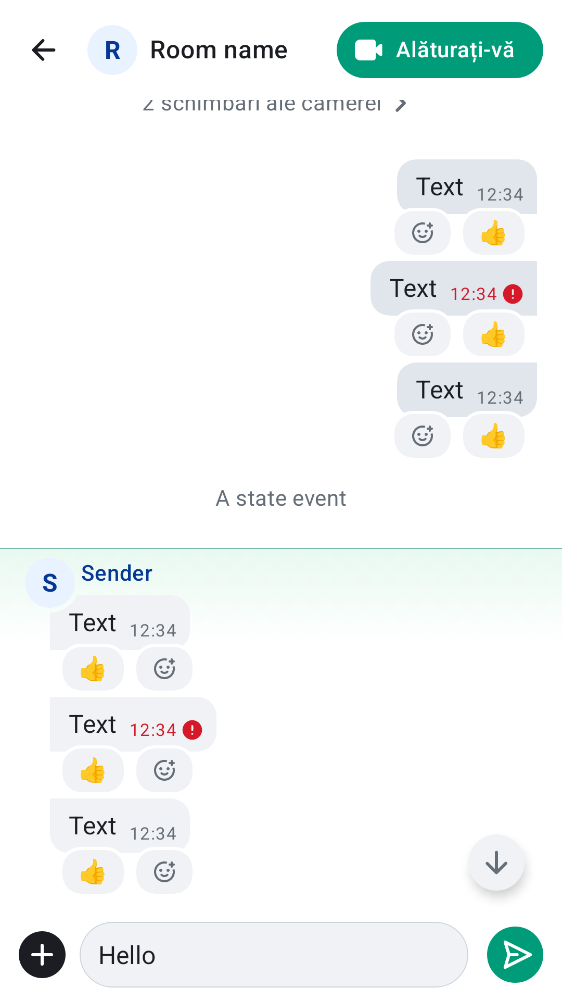 R Room name Alăturați-vă
2 schimbări ale camerei
Text 12:34
Text 12:34
Text 12:34
A state event
S Sender
Text 12:34
Text 12:34
Text 12:34
Hello